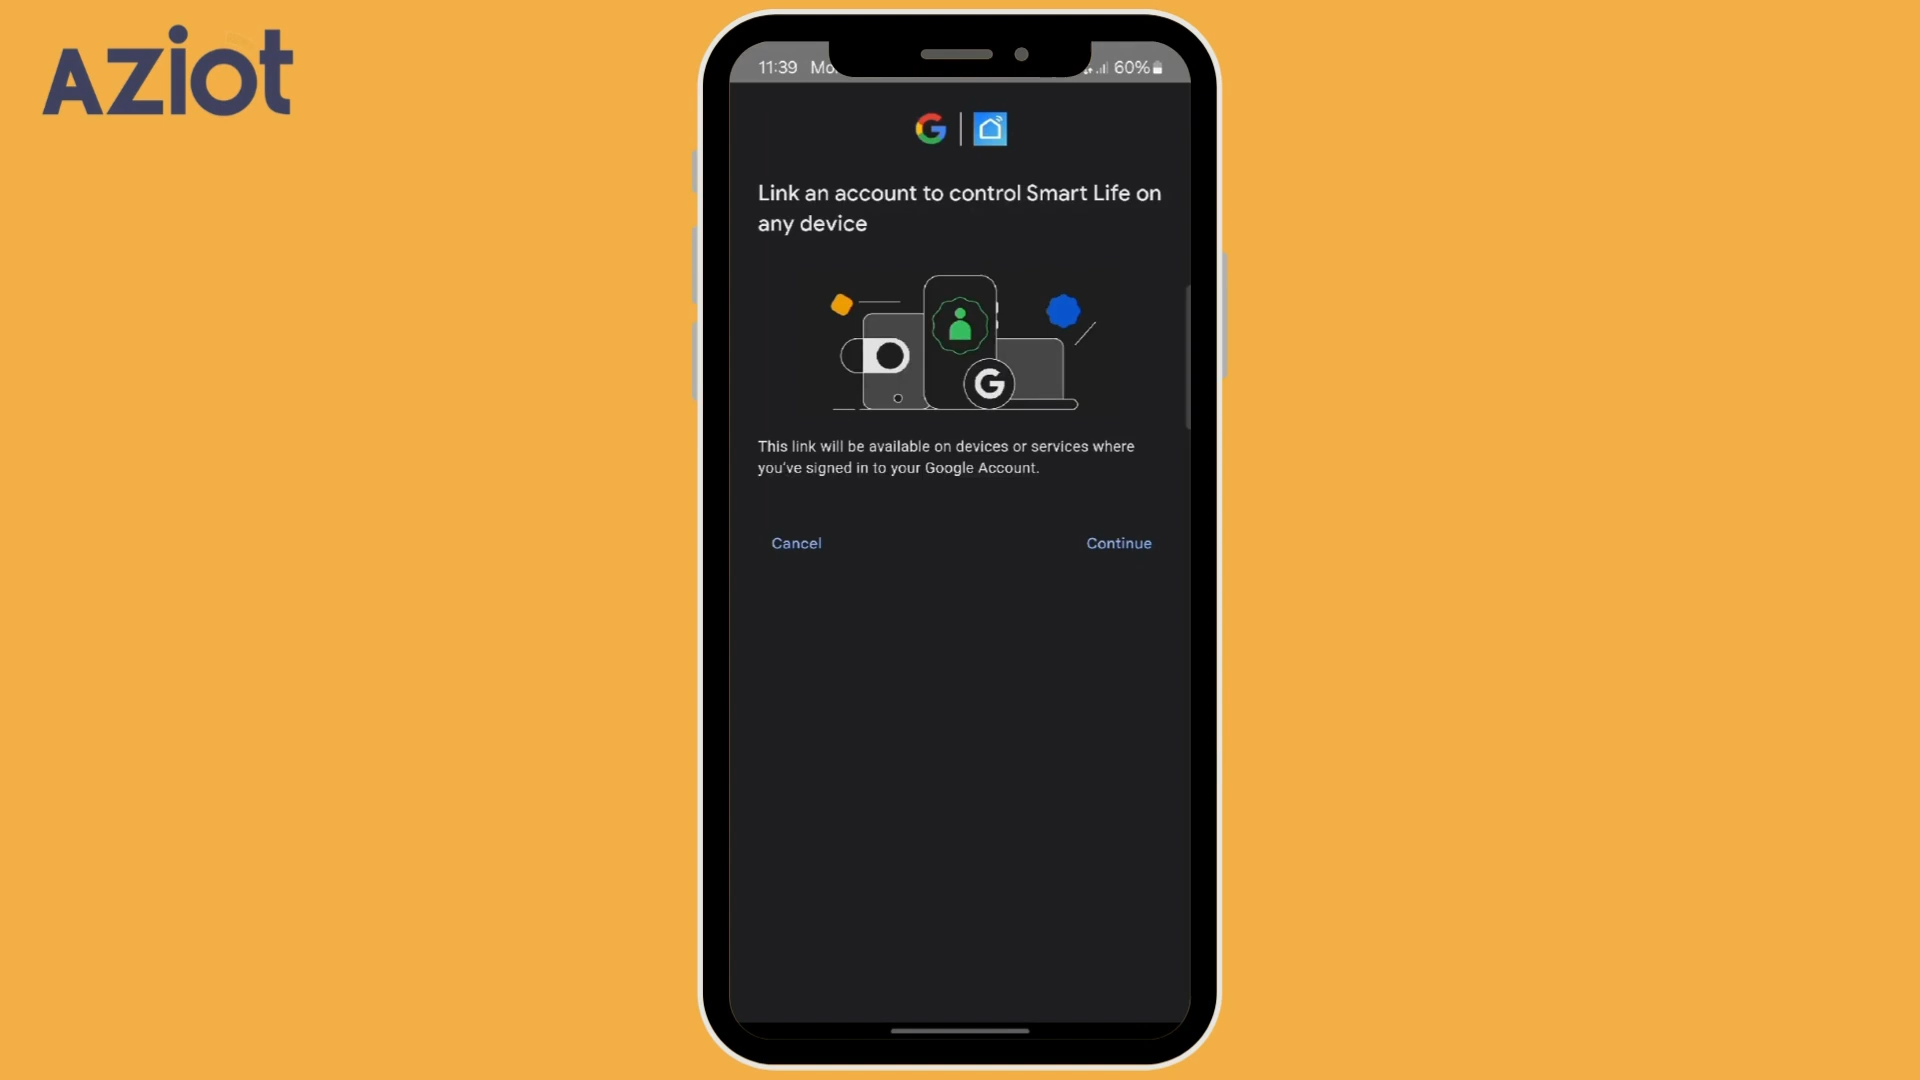 AZIOT
11:39
60%
Link an account to control Smart Life on
any device
This link will be available on devices or services where
you've signed in to your Google Account.
Cancel
Continue